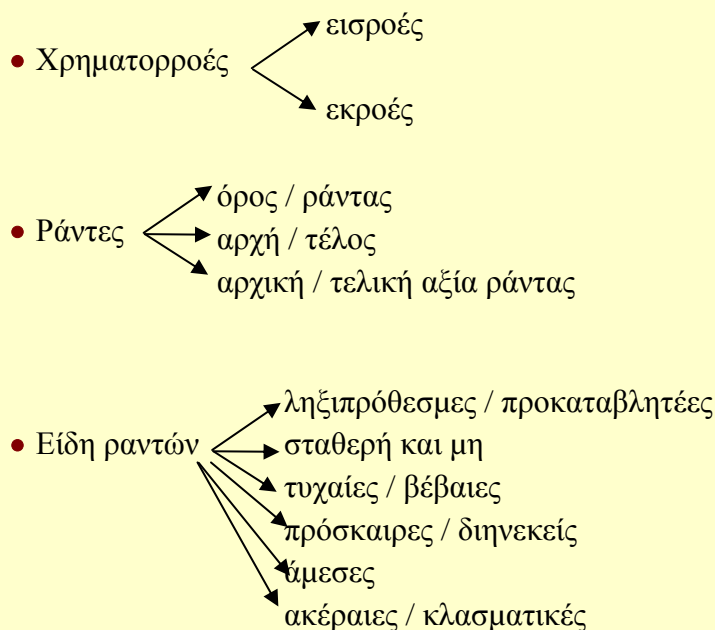 εισροές
• Χρηματορροές
εκροές
όρος / ράντας
• Ράντες
αρχή / τέλος
αρχική / τελική αξία ράντας
ληξιπρόθεσμες / προκαταβλητέες
• Είδη ραντών
σταθερή και μη
τυχαίες / βέβαιες
πρόσκαιρες / διηνεκείς
άμεσες
ακέραιες / κλασματικές